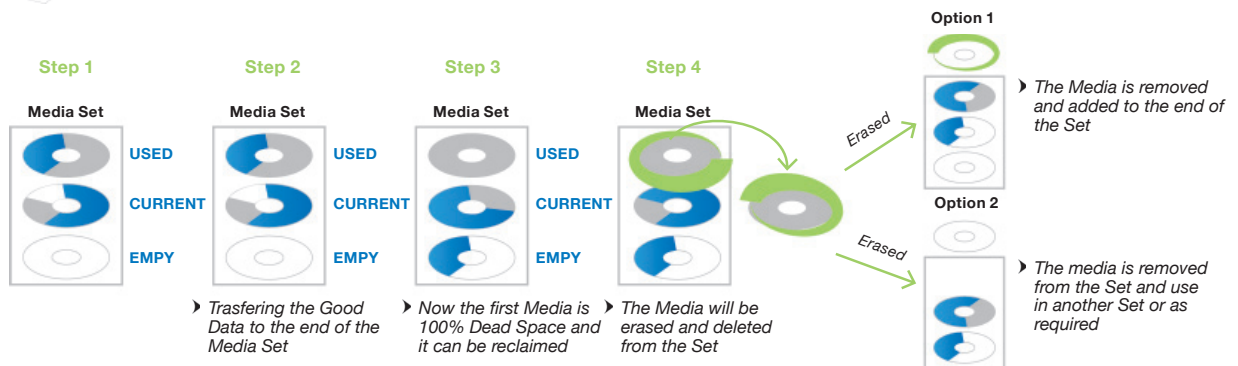 Step 1
Media Set
USED
CURRENT
EMPY
Step 2
Media Set
USED
CURRENT
EMPY
Trasfering the Good
Data to the end of the
Media Set
Step 3
Media Set
USED
CURRENT
EMPY
Now the first Media is
100% Dead Space and
it can be reclaimed
Step 4
Media Set
The Media will be
erased and deleted
from the Set
Erased
Option 1
The Media is removed
and added to the end of
the Set
Erased
Option 2
The media is removed
from the Set and use
in another Set or as
required